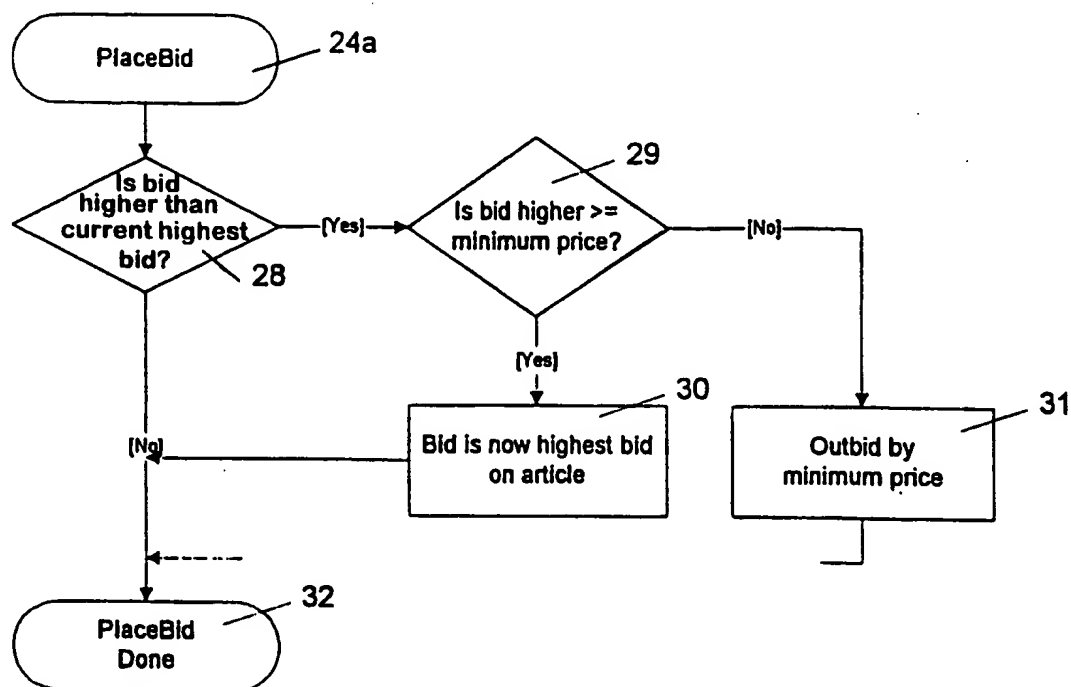 PlaceBid
24a
Is bid
higher than
current highest
bid?
28
[Yes]
29
Is bid higher >=
minimum price?
[No]
[Yes]
30
Bid is now highest bid
on article
31
Outbid by
minimum price
[No]
32
PlaceBid
Done